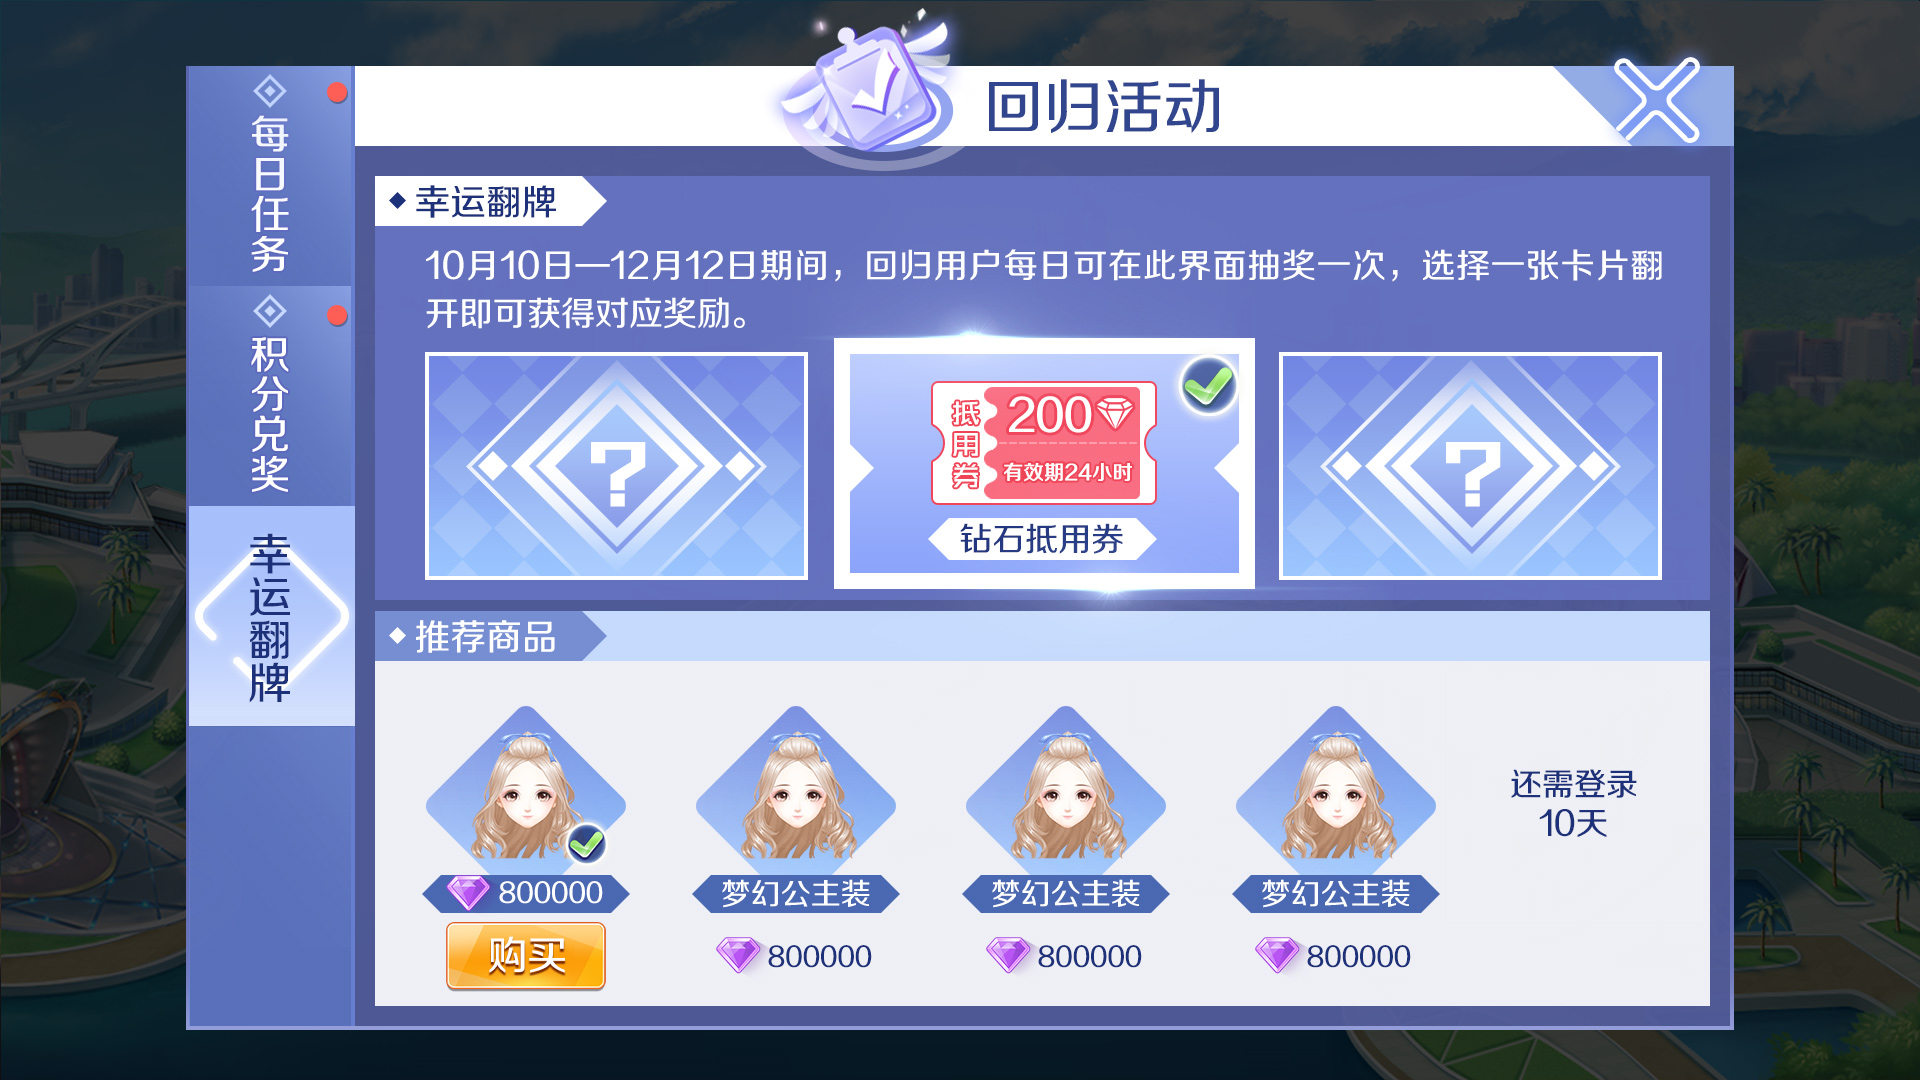 回归活动
每日任务
积分兑奖
幸运翻牌
幸运翻牌
10月10日—12月12日期间，回归用户每日可在此界面抽奖一次，选择一张卡片翻
开即可获得对应奖励。
?
抵用券
200
有效期24小时
钻石抵用券
?
推荐商品
800000
购买
梦幻公主装
800000
梦幻公主装
800000
梦幻公主装
800000
还需登录
10天